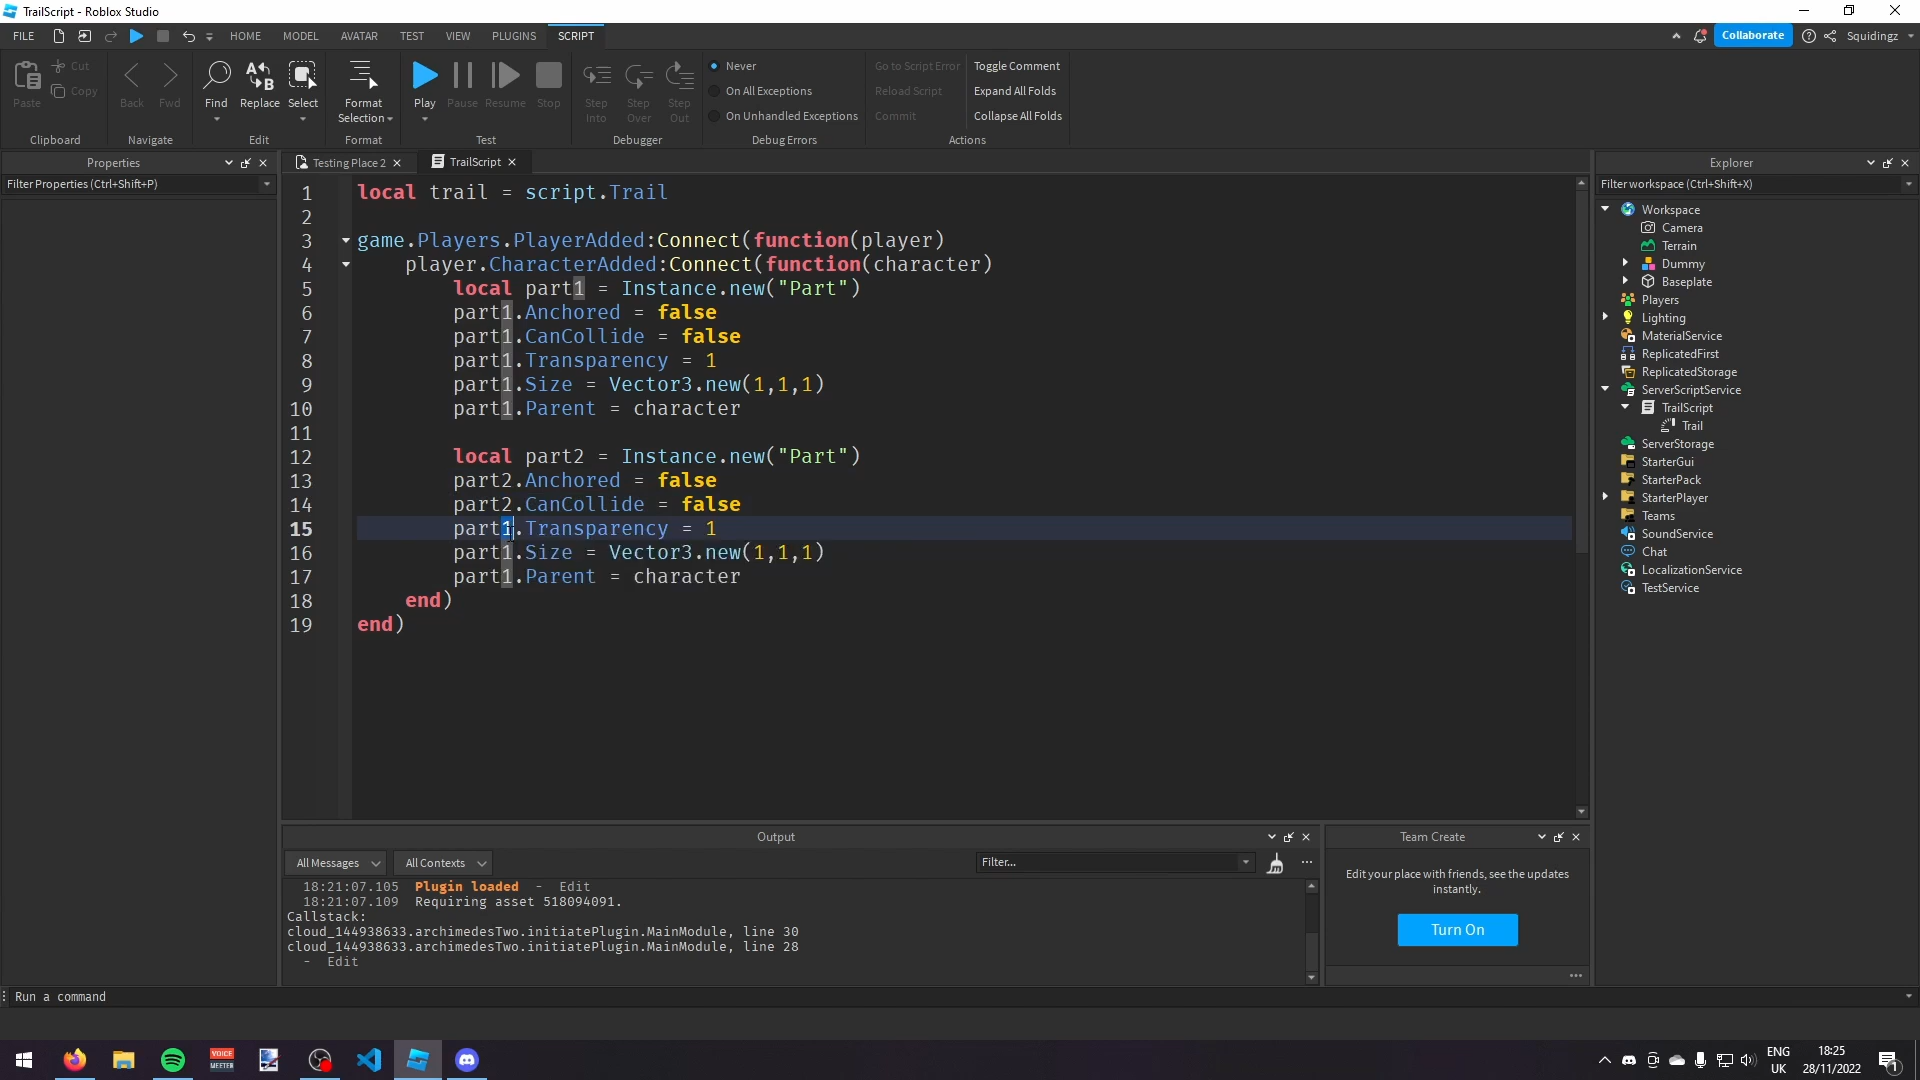 TrailScript - Roblox Studio
FILE HOME MODEL AVATAR TEST VIEW PLUGINS SCRIPT Collaborate Squidingz
Paste Cut Copy
Clipboard
Back Fwd
Navigate
Find Replace Select
Edit
Format Selection
Format
Play Pause Resume Stop
Test
Step Into Step Over Step Out
Debugger
Never
On All Exceptions
On Unhandled Exceptions
Debug Errors
Go to Script Error
Reload Script
Commit
Toggle Comment
Expand All Folds
Collapse All Folds
Actions
Properties
Filter Properties (Ctrl+Shift+P)
Testing Place 2
TrailScript
1 local trail = script.Trail
2
3 game.Players.PlayerAdded:Connect(function(player)
4 player.CharacterAdded:Connect(function(character)
5 local part1 = Instance.new("Part")
6 part1.Anchored = false
7 part1.CanCollide = false
8 part1.Transparency = 1
9 part1.Size = Vector3.new(1,1,1)
10 part1.Parent = character
11
12 local part2 = Instance.new("Part")
13 part2.Anchored = false
14 part2.CanCollide = false
15 part1.Transparency = 1
16 part1.Size = Vector3.new(1,1,1)
17 part1.Parent = character
18 end)
19 end)
Explorer
Filter workspace (Ctrl+Shift+X)
Workspace
Camera
Terrain
Dummy
Baseplate
Players
Lighting
MaterialService
ReplicatedFirst
ReplicatedStorage
ServerScriptService
TrailScript
Trail
ServerStorage
StarterGui
StarterPack
StarterPlayer
Teams
SoundService
Chat
LocalizationService
TestService
Output
All Messages
All Contexts
Filter...
18:21:07.105 Plugin loaded - Edit
18:21:07.109 Requiring asset 518094091.
Callstack:
cloud_144938633.archimedesTwo.initiatePlugin.MainModule, line 30
cloud_144938633.archimedesTwo.initiatePlugin.MainModule, line 28
- Edit
Team Create
Edit your place with friends, see the updates
instantly.
Turn On
Run a command
VOICE
MEETER
ENG
UK
18:25
28/11/2022
1